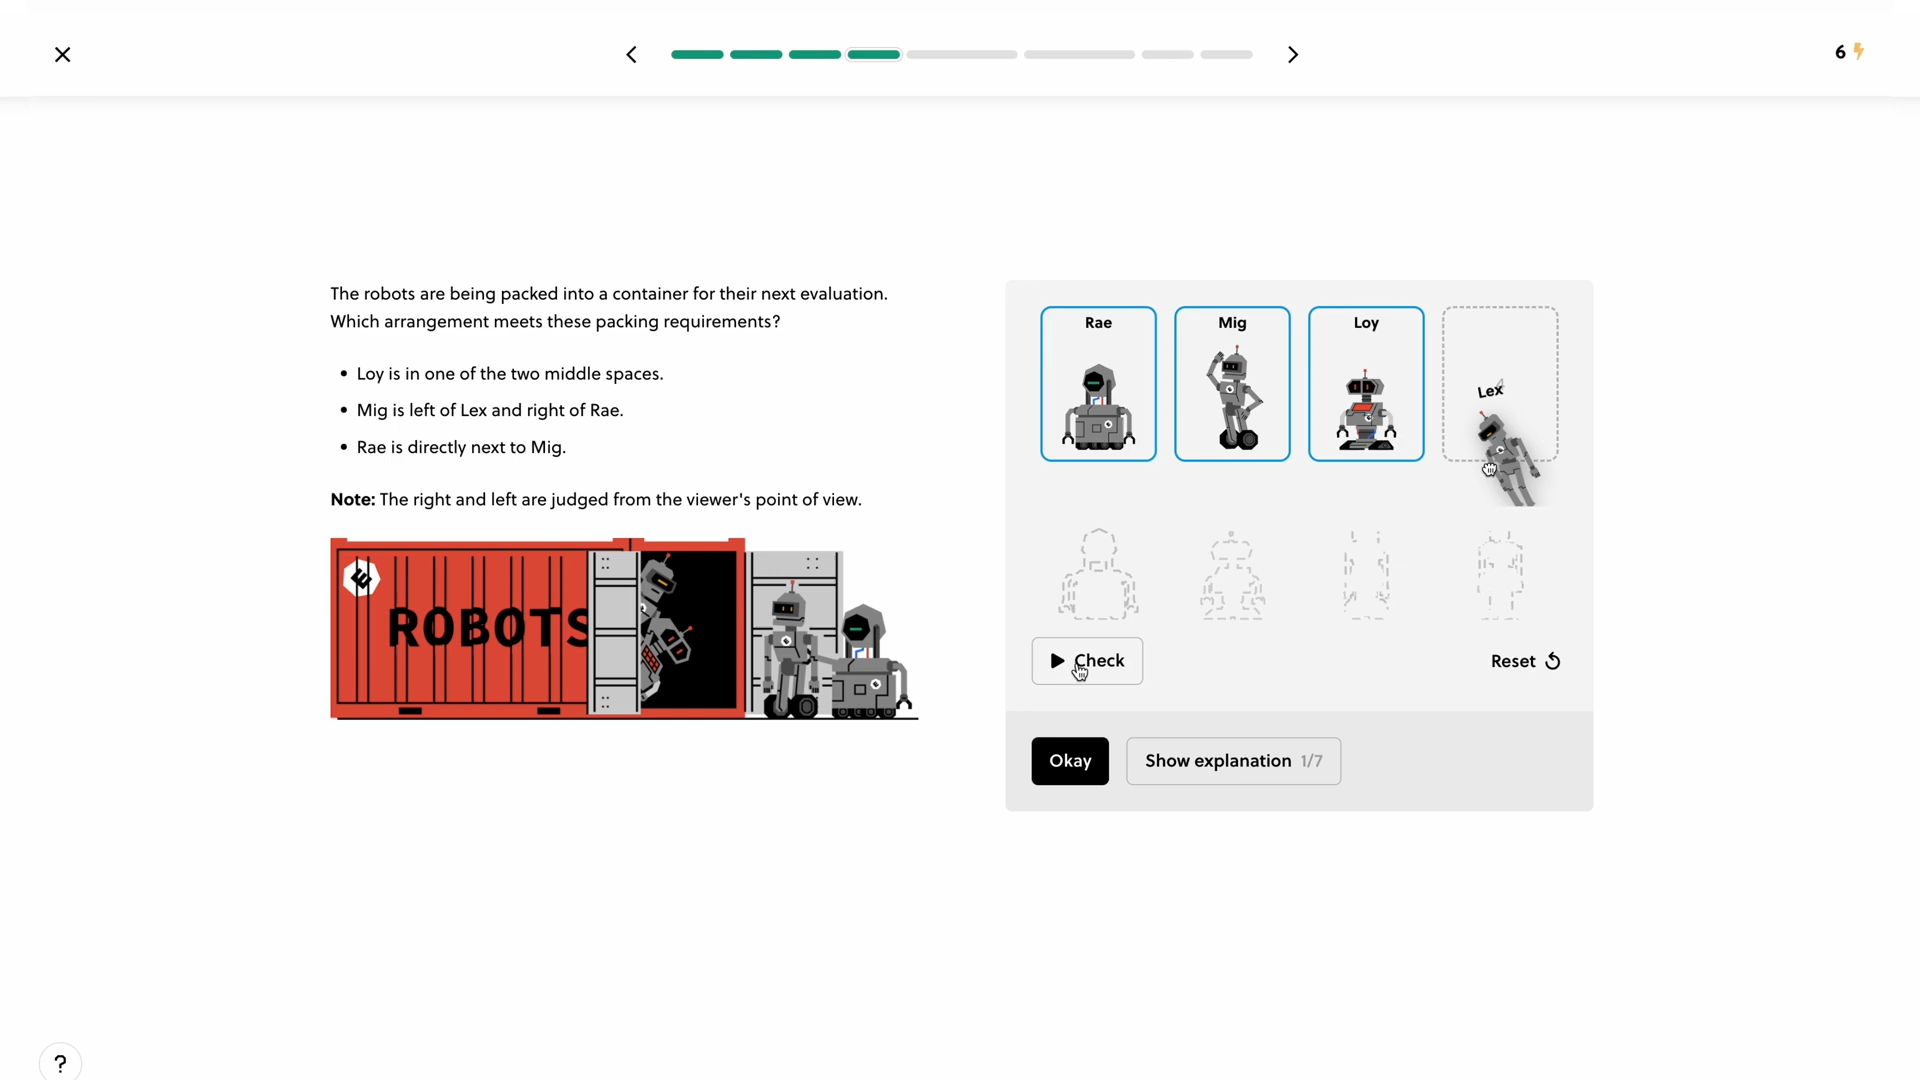 6
The robots are being packed into a container for their next evaluation.
Which arrangement meets these packing requirements?
• Loy is in one of the two middle spaces.
• Mig is left of Lex and right of Rae.
• Rae is directly next to Mig.
Note: The right and left are judged from the viewer's point of view.
E
ROBOTS
Rae
Mig
Loy
Lex
Check
Reset
Okay
Show explanation 1/7
?